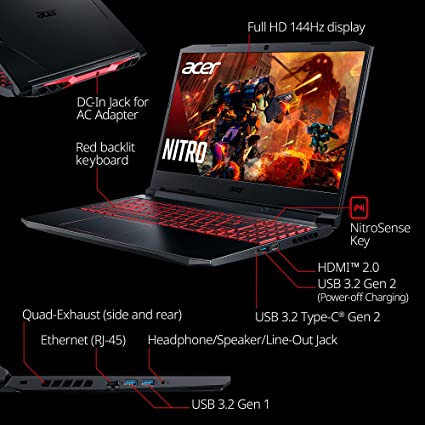 Full HD 144Hz display
acer
acer
DC-In Jack for
AC Adapter
Red backlit
keyboard
NITRO
acer
NitroSense
Key
HDMI™ 2.0
USB 3.2 Gen 2
(Power-off Charging)
USB 3.2 Type-C® Gen 2
Quad-Exhaust (side and rear)
Ethernet (RJ-45)
Headphone/Speaker/Line-Out Jack
USB 3.2 Gen 1